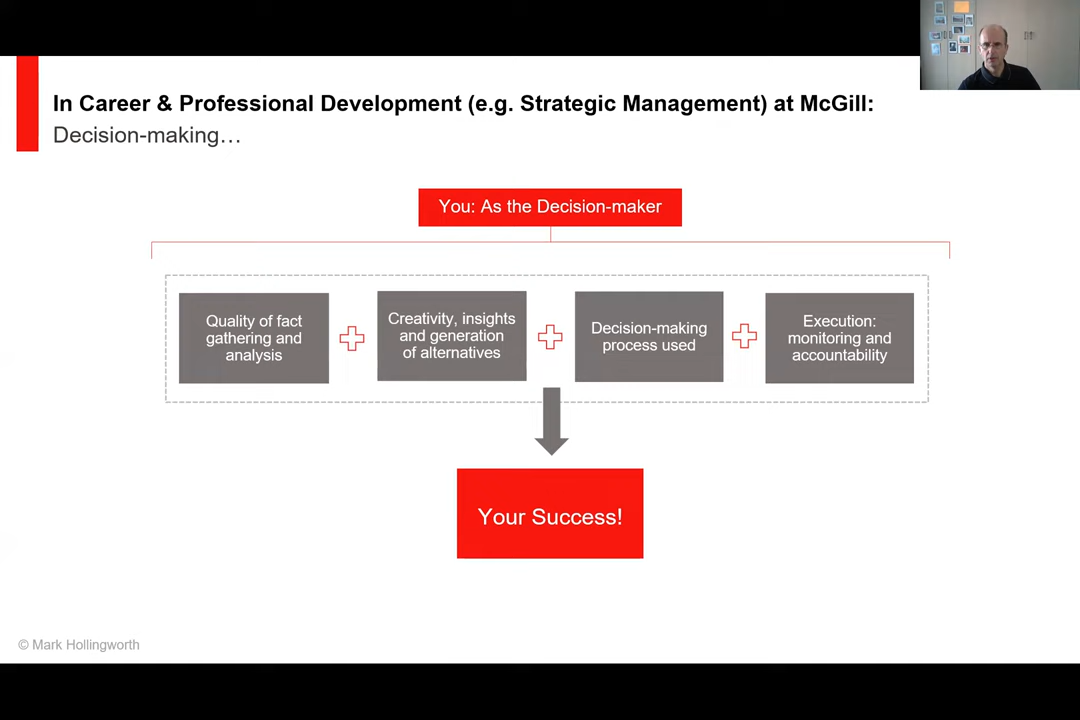 In Career & Professional Development (e.g. Strategic Management) at McGill:
Decision-making…
You: As the Decision-maker
Quality of fact
gathering and
analysis
Creativity, insights
and generation
of alternatives
Decision-making
process used
Execution:
monitoring and
accountability
Your Success!
© Mark Hollingworth